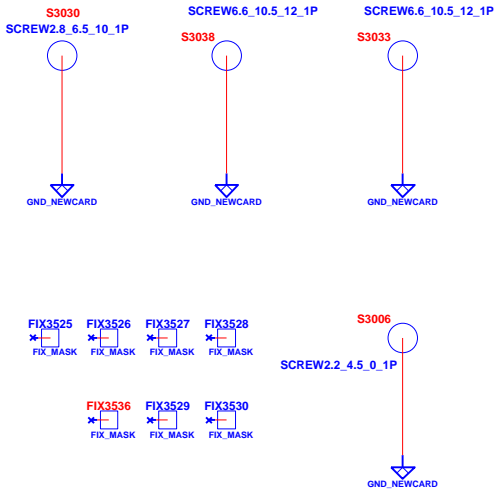 S3030
SCREW2.8_6.5_10_1P
SCREW6.6_10.5_12_1P
S3038
SCREW6.6_10.5_12_1P
S3033
GND_NEWCARD
GND_NEWCARD
GND_NEWCARD
FIX3525
FIX3526
FIX3527
FIX3528
FIX_MASK
FIX_MASK
FIX_MASK
FIX_MASK
S3006
SCREW2.2_4.5_0_1P
FIX3536
FIX3529
FIX3530
FIX_MASK
FIX_MASK
FIX_MASK
GND_NEWCARD